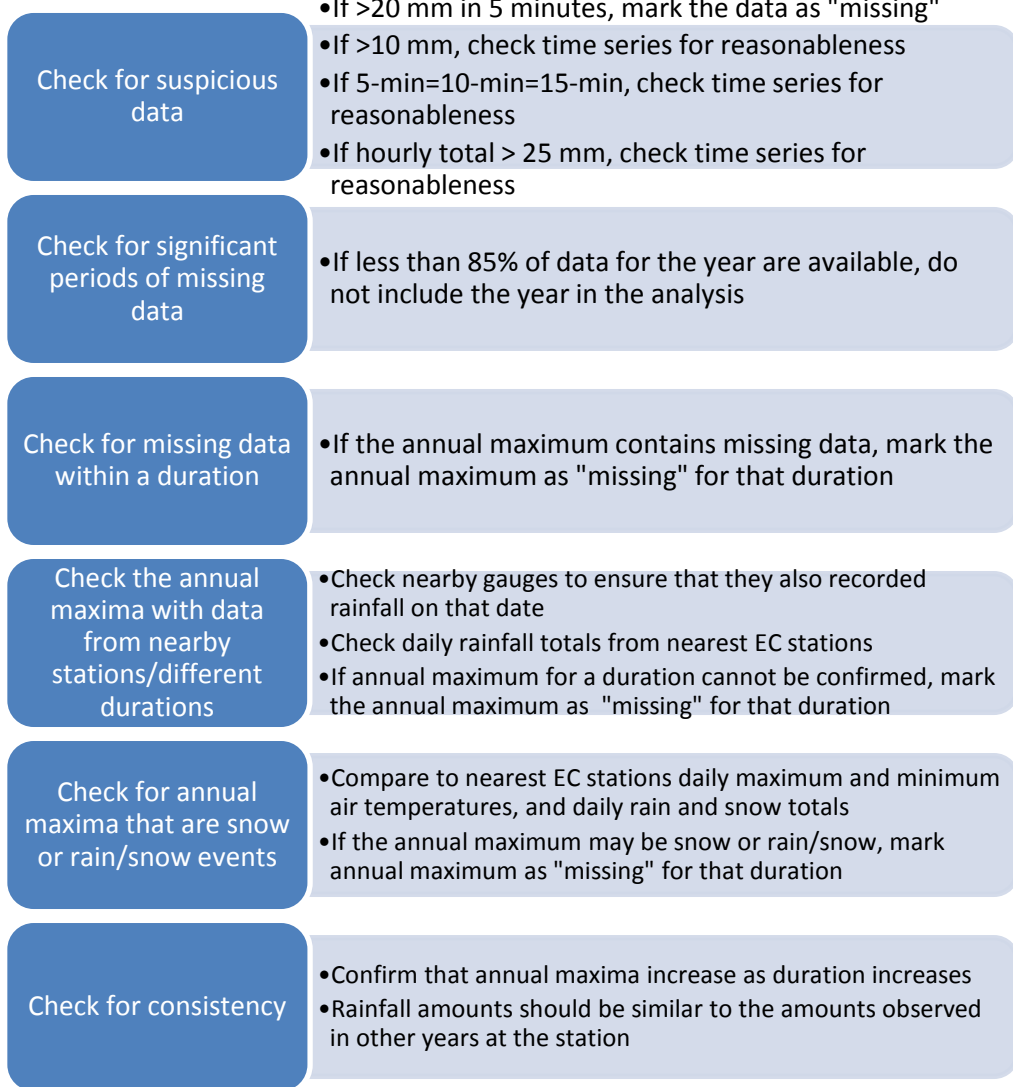 •If >20 mm in 5 minutes, mark the data as "missing"
Check for suspicious
data
•If >10 mm, check time series for reasonableness
•If 5-min=10-min=15-min, check time series for
reasonableness
•If hourly total > 25 mm, check time series for
reasonableness
Check for significant
periods of missing
data
•If less than 85% of data for the year are available, do
not include the year in the analysis
Check for missing data
within a duration
•If the annual maximum contains missing data, mark the
annual maximum as "missing" for that duration
Check the annual
maxima with data
from nearby
stations/different
durations
•Check nearby gauges to ensure that they also recorded
rainfall on that date
•Check daily rainfall totals from nearest EC stations
•If annual maximum for a duration cannot be confirmed, mark
the annual maximum as "missing" for that duration
Check for annual
maxima that are snow
or rain/snow events
•Compare to nearest EC stations daily maximum and minimum
air temperatures, and daily rain and snow totals
•If the annual maximum may be snow or rain/snow, mark
annual maximum as "missing" for that duration
Check for consistency
•Confirm that annual maxima increase as duration increases
•Rainfall amounts should be similar to the amounts observed
in other years at the station